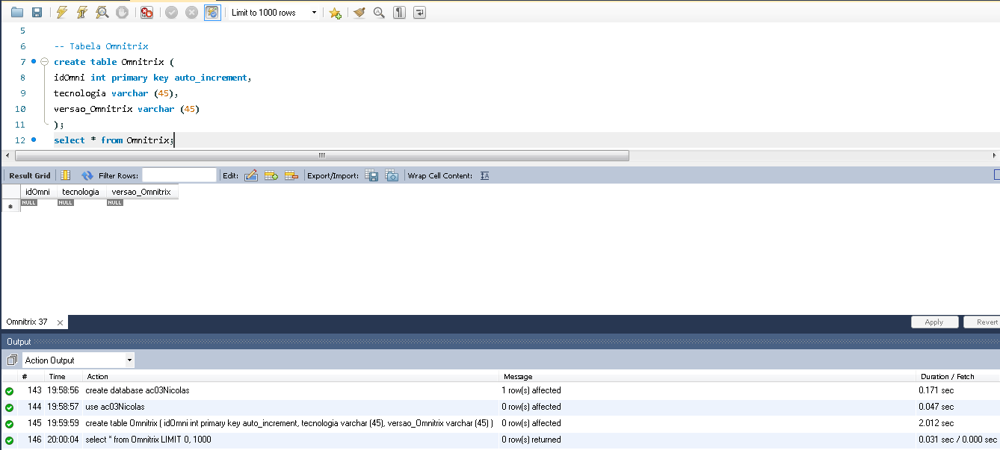 Limit to 1000 rows
5
6 -- Tabela Omnitrix
7 create table Omnitrix (
8 idOmni int primary key auto_increment,
9 tecnologia varchar (45),
10 versao_Omnitrix varchar (45)
11 );
12 select * from Omnitrix;
Result Grid Filter Rows: Edit: Export/Import: Wrap Cell Content: IA
idOmni tecnologia versao_Omnitrix
NULL NULL NULL
Omnitrix 37 Apply Revert
Output
Action Output
# Time Action Message Duration / Fetch
143 19:58:56 create database ac03Nicolas 1 row(s) affected 0.171 sec
144 19:58:57 use ac03Nicolas 0 row(s) affected 0.047 sec
145 19:59:59 create table Omnitrix ( idOmni int primary key auto_increment, tecnologia varchar (45), versao_Omnitrix varchar (45) ) 0 row(s) affected 2.012 sec
146 20:00:04 select * from Omnitrix LIMIT 0, 1000 0 row(s) returned 0.031 sec / 0.000 sec